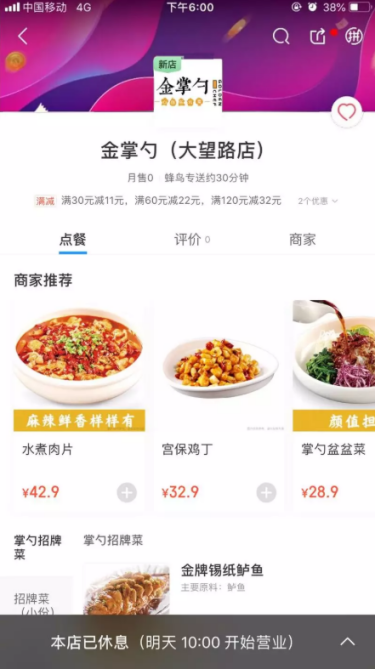 中国移动 4G 下午6:00 38%
拼
新店
金掌勺
金掌勺（大望路店）
月售0 蜂鸟专送约30分钟
满减 满30元减11元，满60元减22元，满120元减32元 2个优惠
点餐 评价 0 商家
商家推荐
麻辣鲜香样样有
颜值担
水煮肉片 宫保鸡丁 掌勺盆盆菜
¥42.9 ¥32.9 ¥28.9
掌勺招牌菜
掌勺招牌菜
金牌锡纸鲈鱼
主要原料：鲈鱼
招牌菜
（小份）
本店已休息（明天 10:00 开始营业）